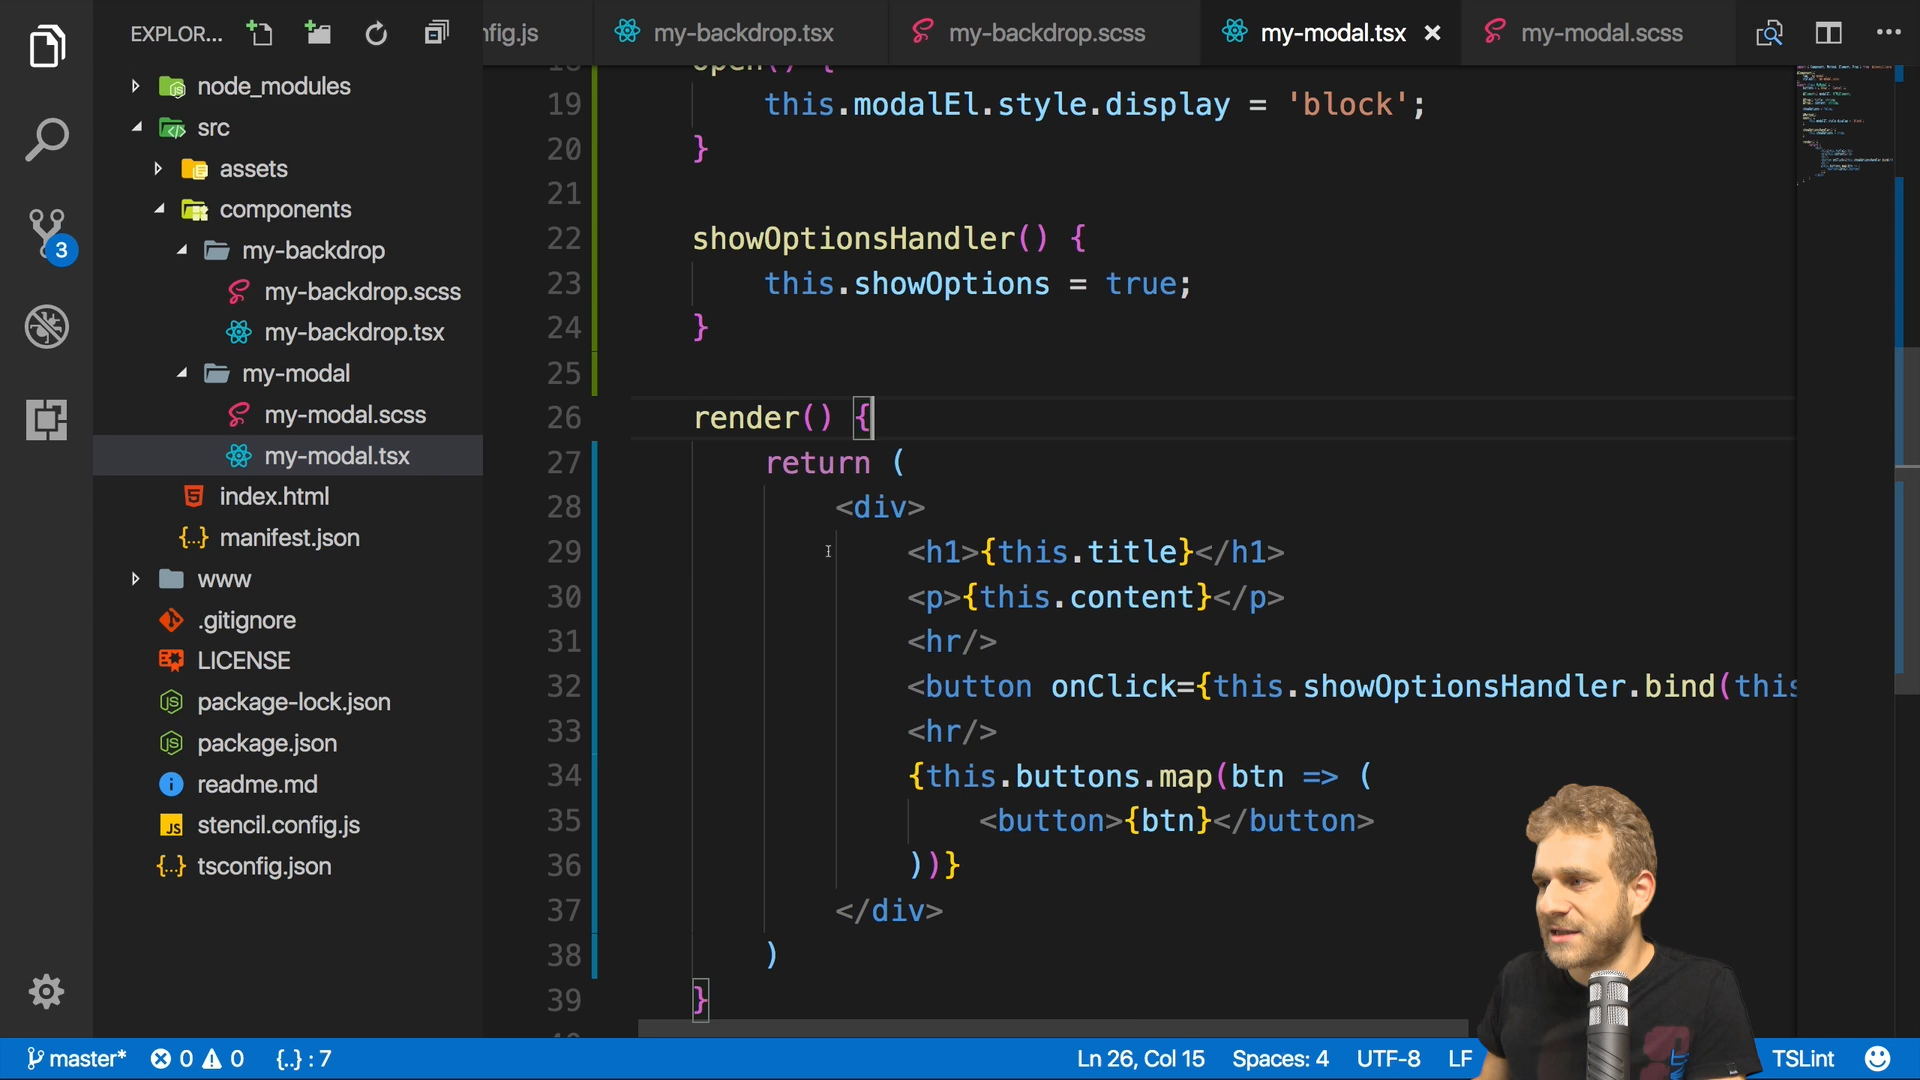 EXPLOR...
nfig.js
my-backdrop.tsx
my-backdrop.scss
my-modal.tsx
my-modal.scss
node_modules
src
assets
components
my-backdrop
my-backdrop.scss
my-backdrop.tsx
my-modal
my-modal.scss
my-modal.tsx
index.html
manifest.json
www
.gitignore
LICENSE
package-lock.json
package.json
readme.md
stencil.config.js
tsconfig.json
3
18 open() {
19 this.modalEl.style.display = 'block';
20 }
21
22 showOptionsHandler() {
23 this.showOptions = true;
24 }
25
26 render() {
27 return (
28 <div>
29 <h1>{this.title}</h1>
30 <p>{this.content}</p>
31 <hr/>
32 <button onClick={this.showOptionsHandler.bind(this
33 <hr/>
34 {this.buttons.map(btn => (
35 <button>{btn}</button>
36 ))}
37 </div>
38 )
39 }
master* 0 0 {..} : 7 Ln 26, Col 15 Spaces: 4 UTF-8 LF TSLint